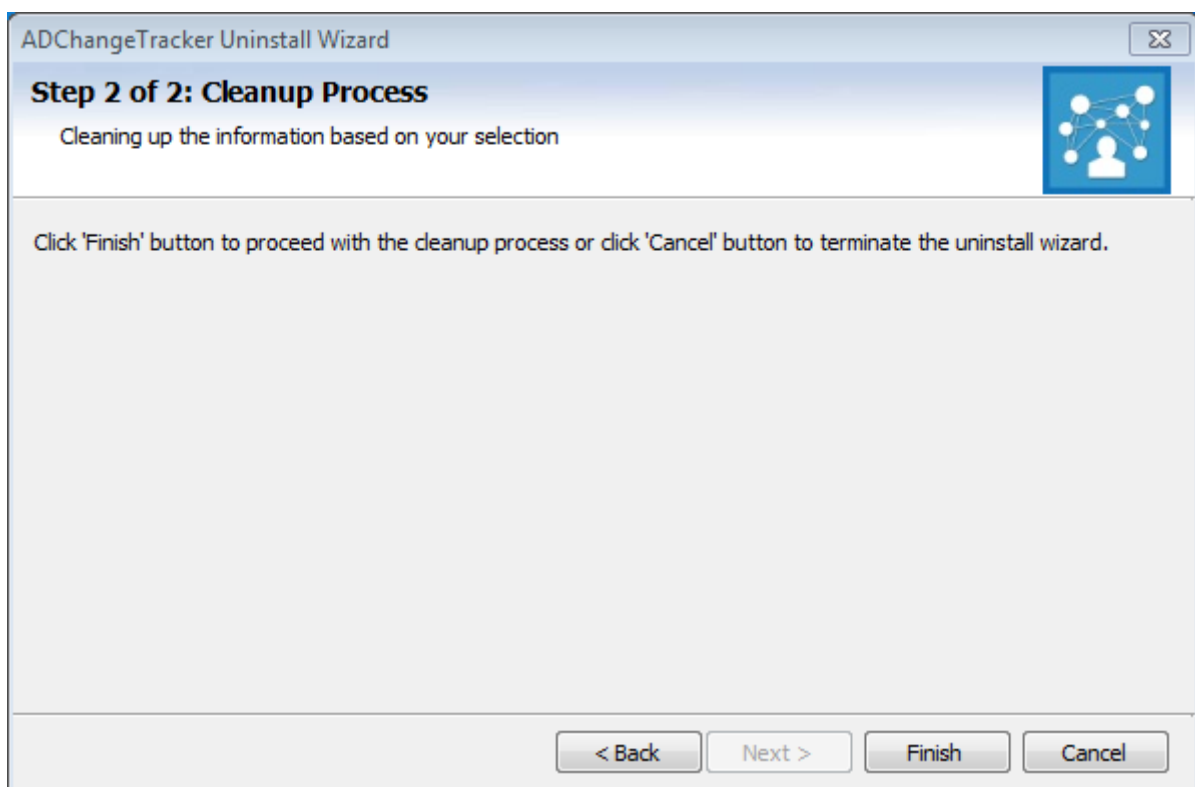 ADChangeTracker Uninstall Wizard
Step 2 of 2: Cleanup Process
Cleaning up the information based on your selection
Click 'Finish' button to proceed with the cleanup process or click 'Cancel' button to terminate the uninstall wizard.
< Back Next > Finish Cancel